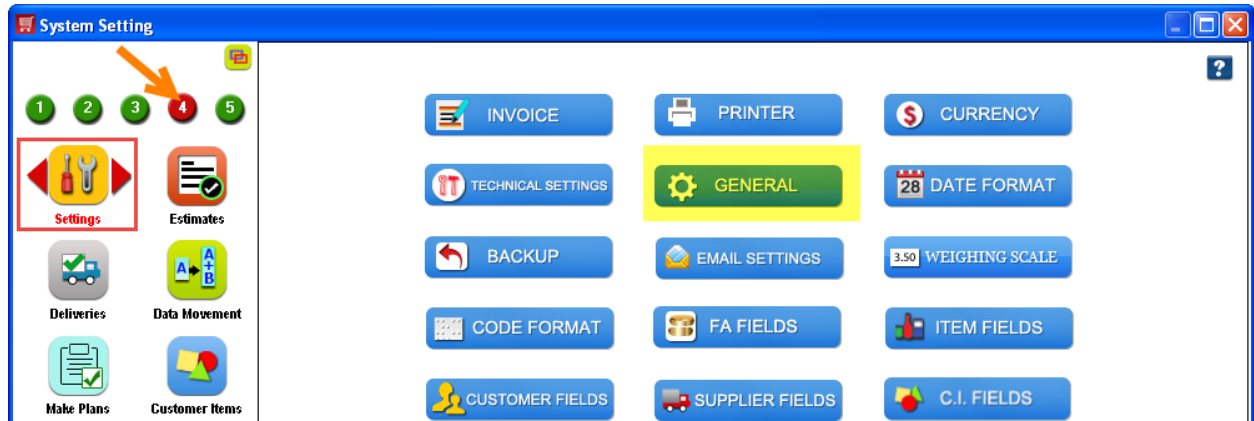 System Setting
?
1 2 3 4 5
INVOICE
PRINTER
CURRENCY
$
Settings
Estimates
TECHNICAL SETTINGS
GENERAL
28 DATE FORMAT
BACKUP
EMAIL SETTINGS
3.50 WEIGHING SCALE
A
A+B
Deliveries
Data Movement
CODE FORMAT
FA FIELDS
ITEM FIELDS
Make Plans
Customer Items
CUSTOMER FIELDS
SUPPLIER FIELDS
C.I. FIELDS